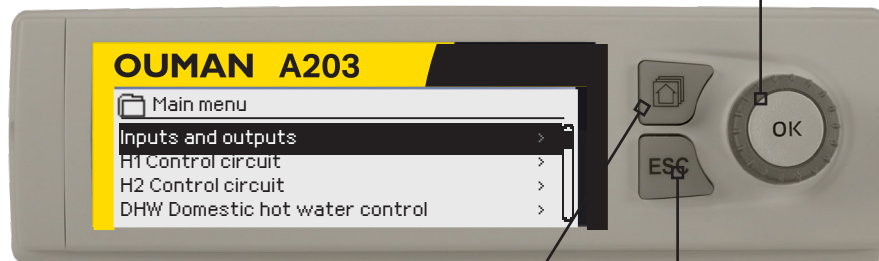 OUMAN A203
Main menu
Inputs and outputs >
H1 Control circuit >
H2 Control circuit >
DHW Domestic hot water control >
OK
ESC